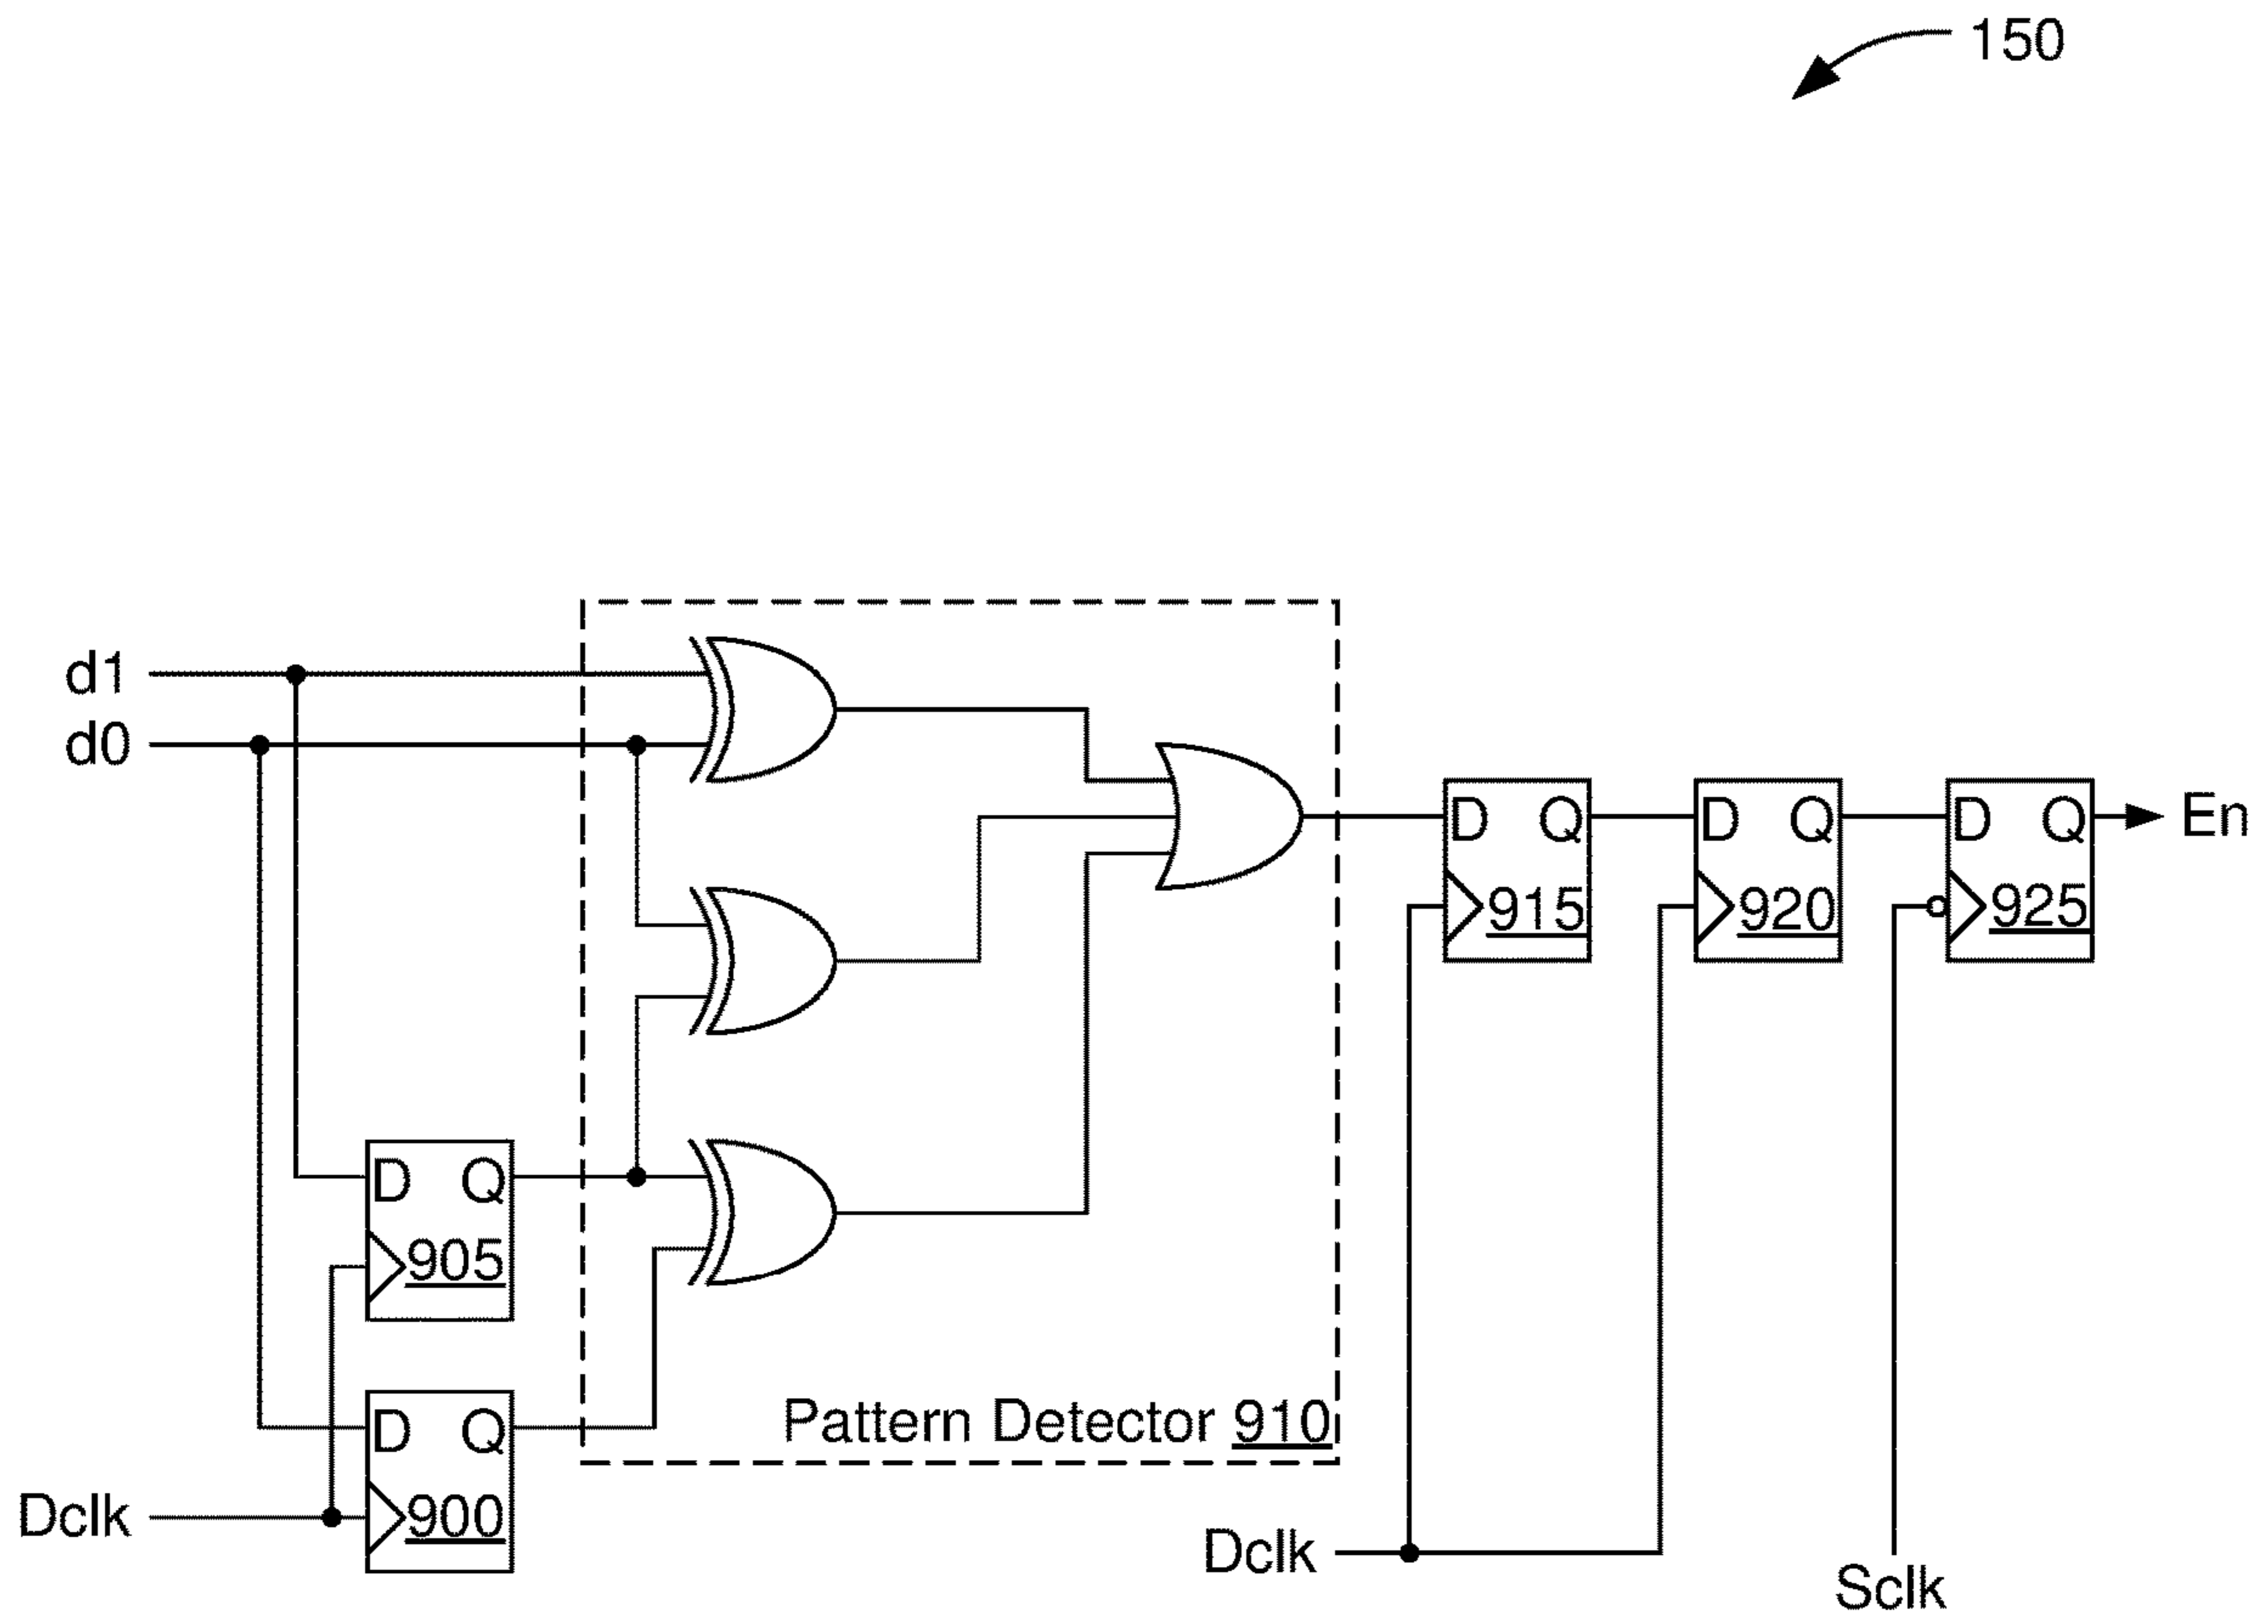 150
d1
d0
D Q D Q D Q En
915 920 925
D Q
905
D Q
Pattern Detector 910
Dclk 900
Dclk
Sclk